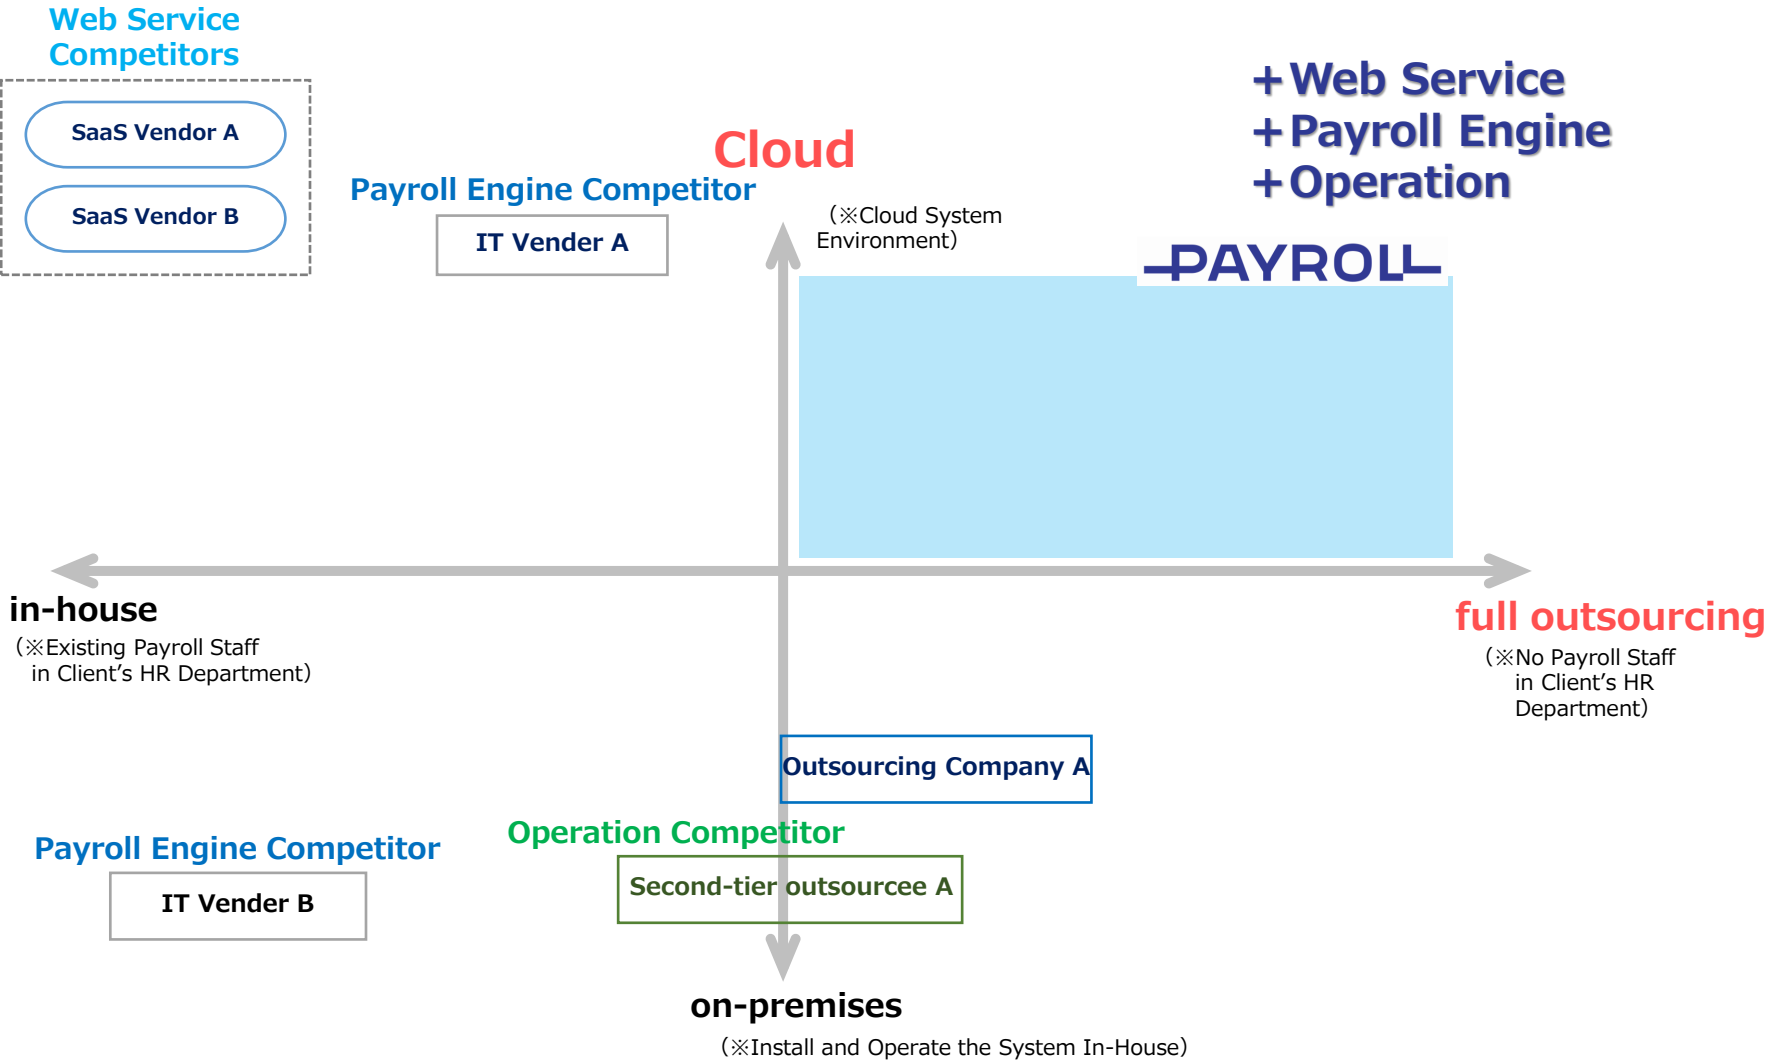 Web Service
Competitors
SaaS Vendor A
SaaS Vendor B
Payroll Engine Competitor
IT Vender A
Cloud
（※Cloud System
Environment）
＋Web Service
＋Payroll Engine
＋Operation
PAYROLL
in-house
（※Existing Payroll Staff
in Client’s HR Department）
full outsourcing
（※No Payroll Staff
in Client’s HR
Department）
Outsourcing Company A
Operation Competitor
Second-tier outsourcee A
Payroll Engine Competitor
IT Vender B
on-premises
（※Install and Operate the System In-House）